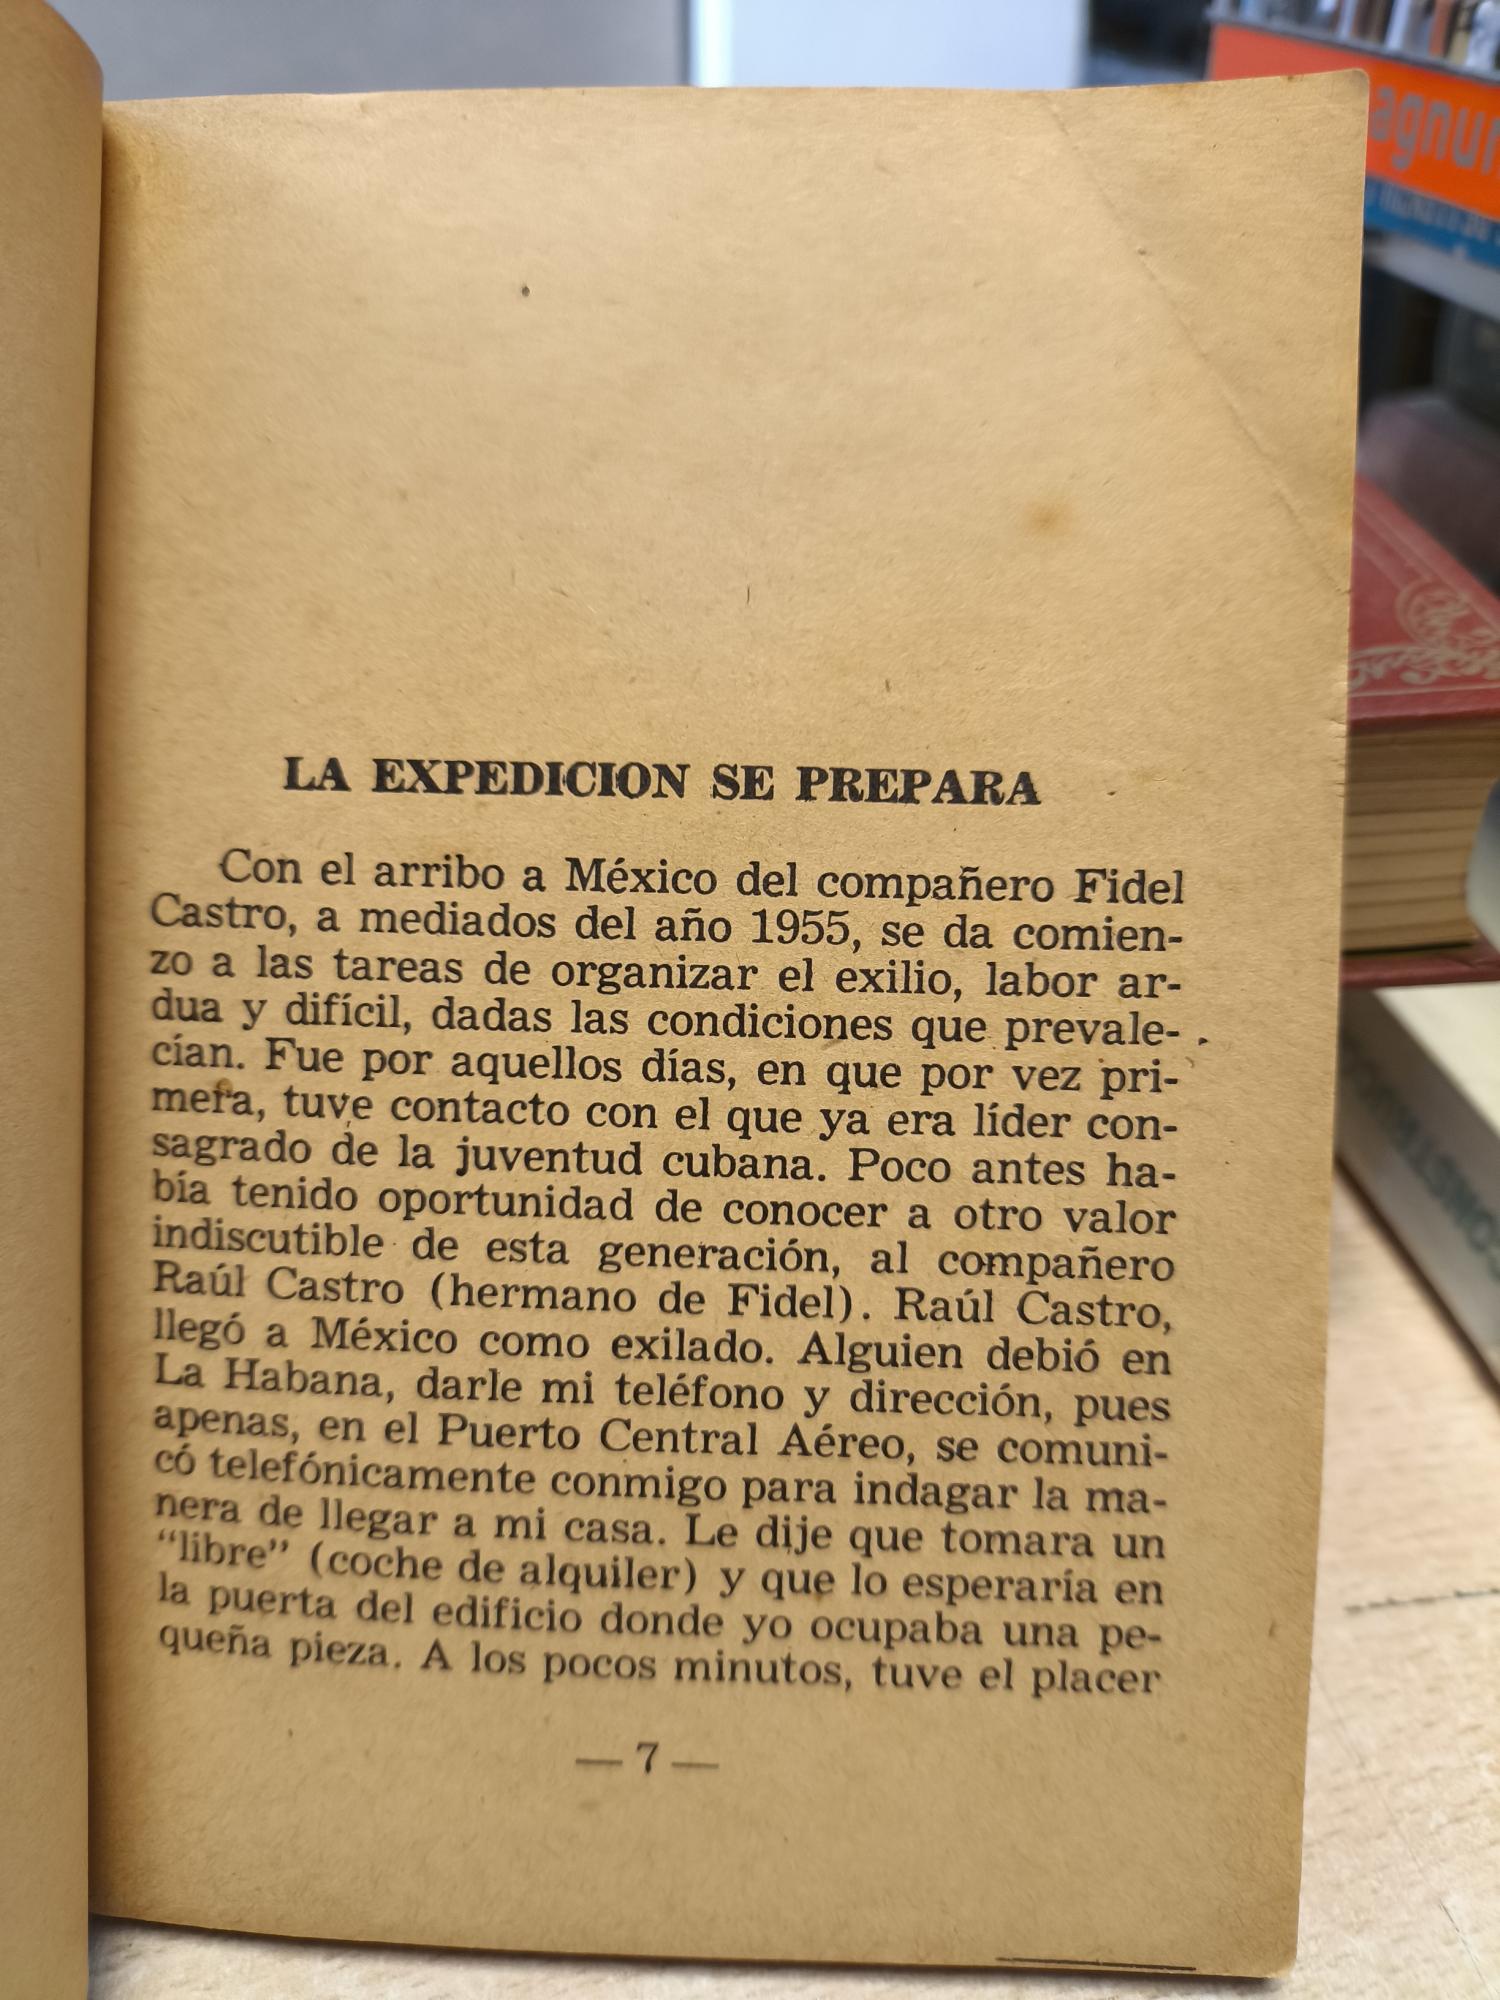 LA EXPEDICION SE PREPARA
Con el arribo a México del compañero Fidel
Castro, a mediados del año 1955, se da comien-
zo a las tareas de organizar el exilio, labor ar-
dua y difícil, dadas las condiciones que prevale-
cían. Fue por aquellos días, en que por vez pri-
mera, tuve contacto con el que ya era líder con-
sagrado de la juventud cubana. Poco antes ha-
bía tenido oportunidad de conocer a otro valor
indiscutible de esta generación, al compañero
Raúl Castro (hermano de Fidel). Raúl Castro,
llegó a México como exilado. Alguien debió en
La Habana, darle mi teléfono y dirección, pues
apenas, en el Puerto Central Aéreo, se comuni-
có telefónicamente conmigo para indagar la ma-
nera de llegar a mi casa. Le dije que tomara un
“libre” (coche de alquiler) y que lo esperaría en
la puerta del edificio donde yo ocupaba una pe-
queña pieza. A los pocos minutos, tuve el placer
— 7 —
agnum